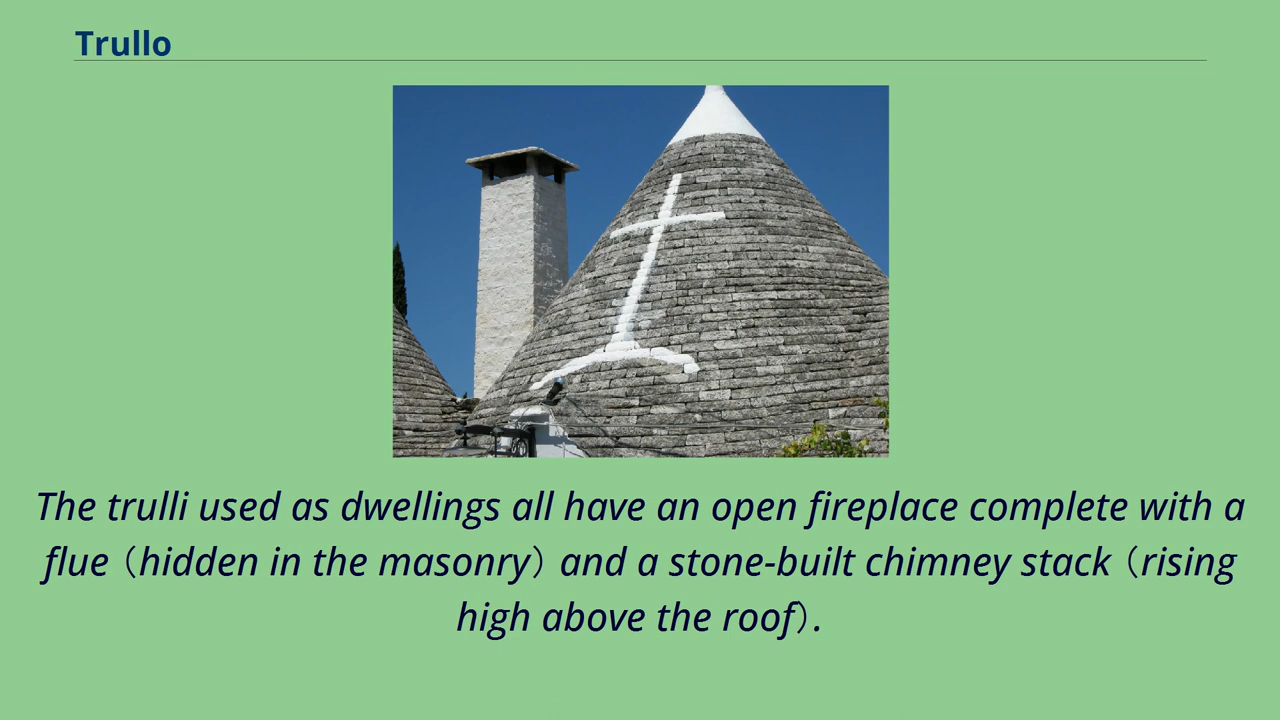 Trullo
The trulli used as dwellings all have an open fireplace complete with a
flue (hidden in the masonry) and a stone-built chimney stack (rising
high above the roof).